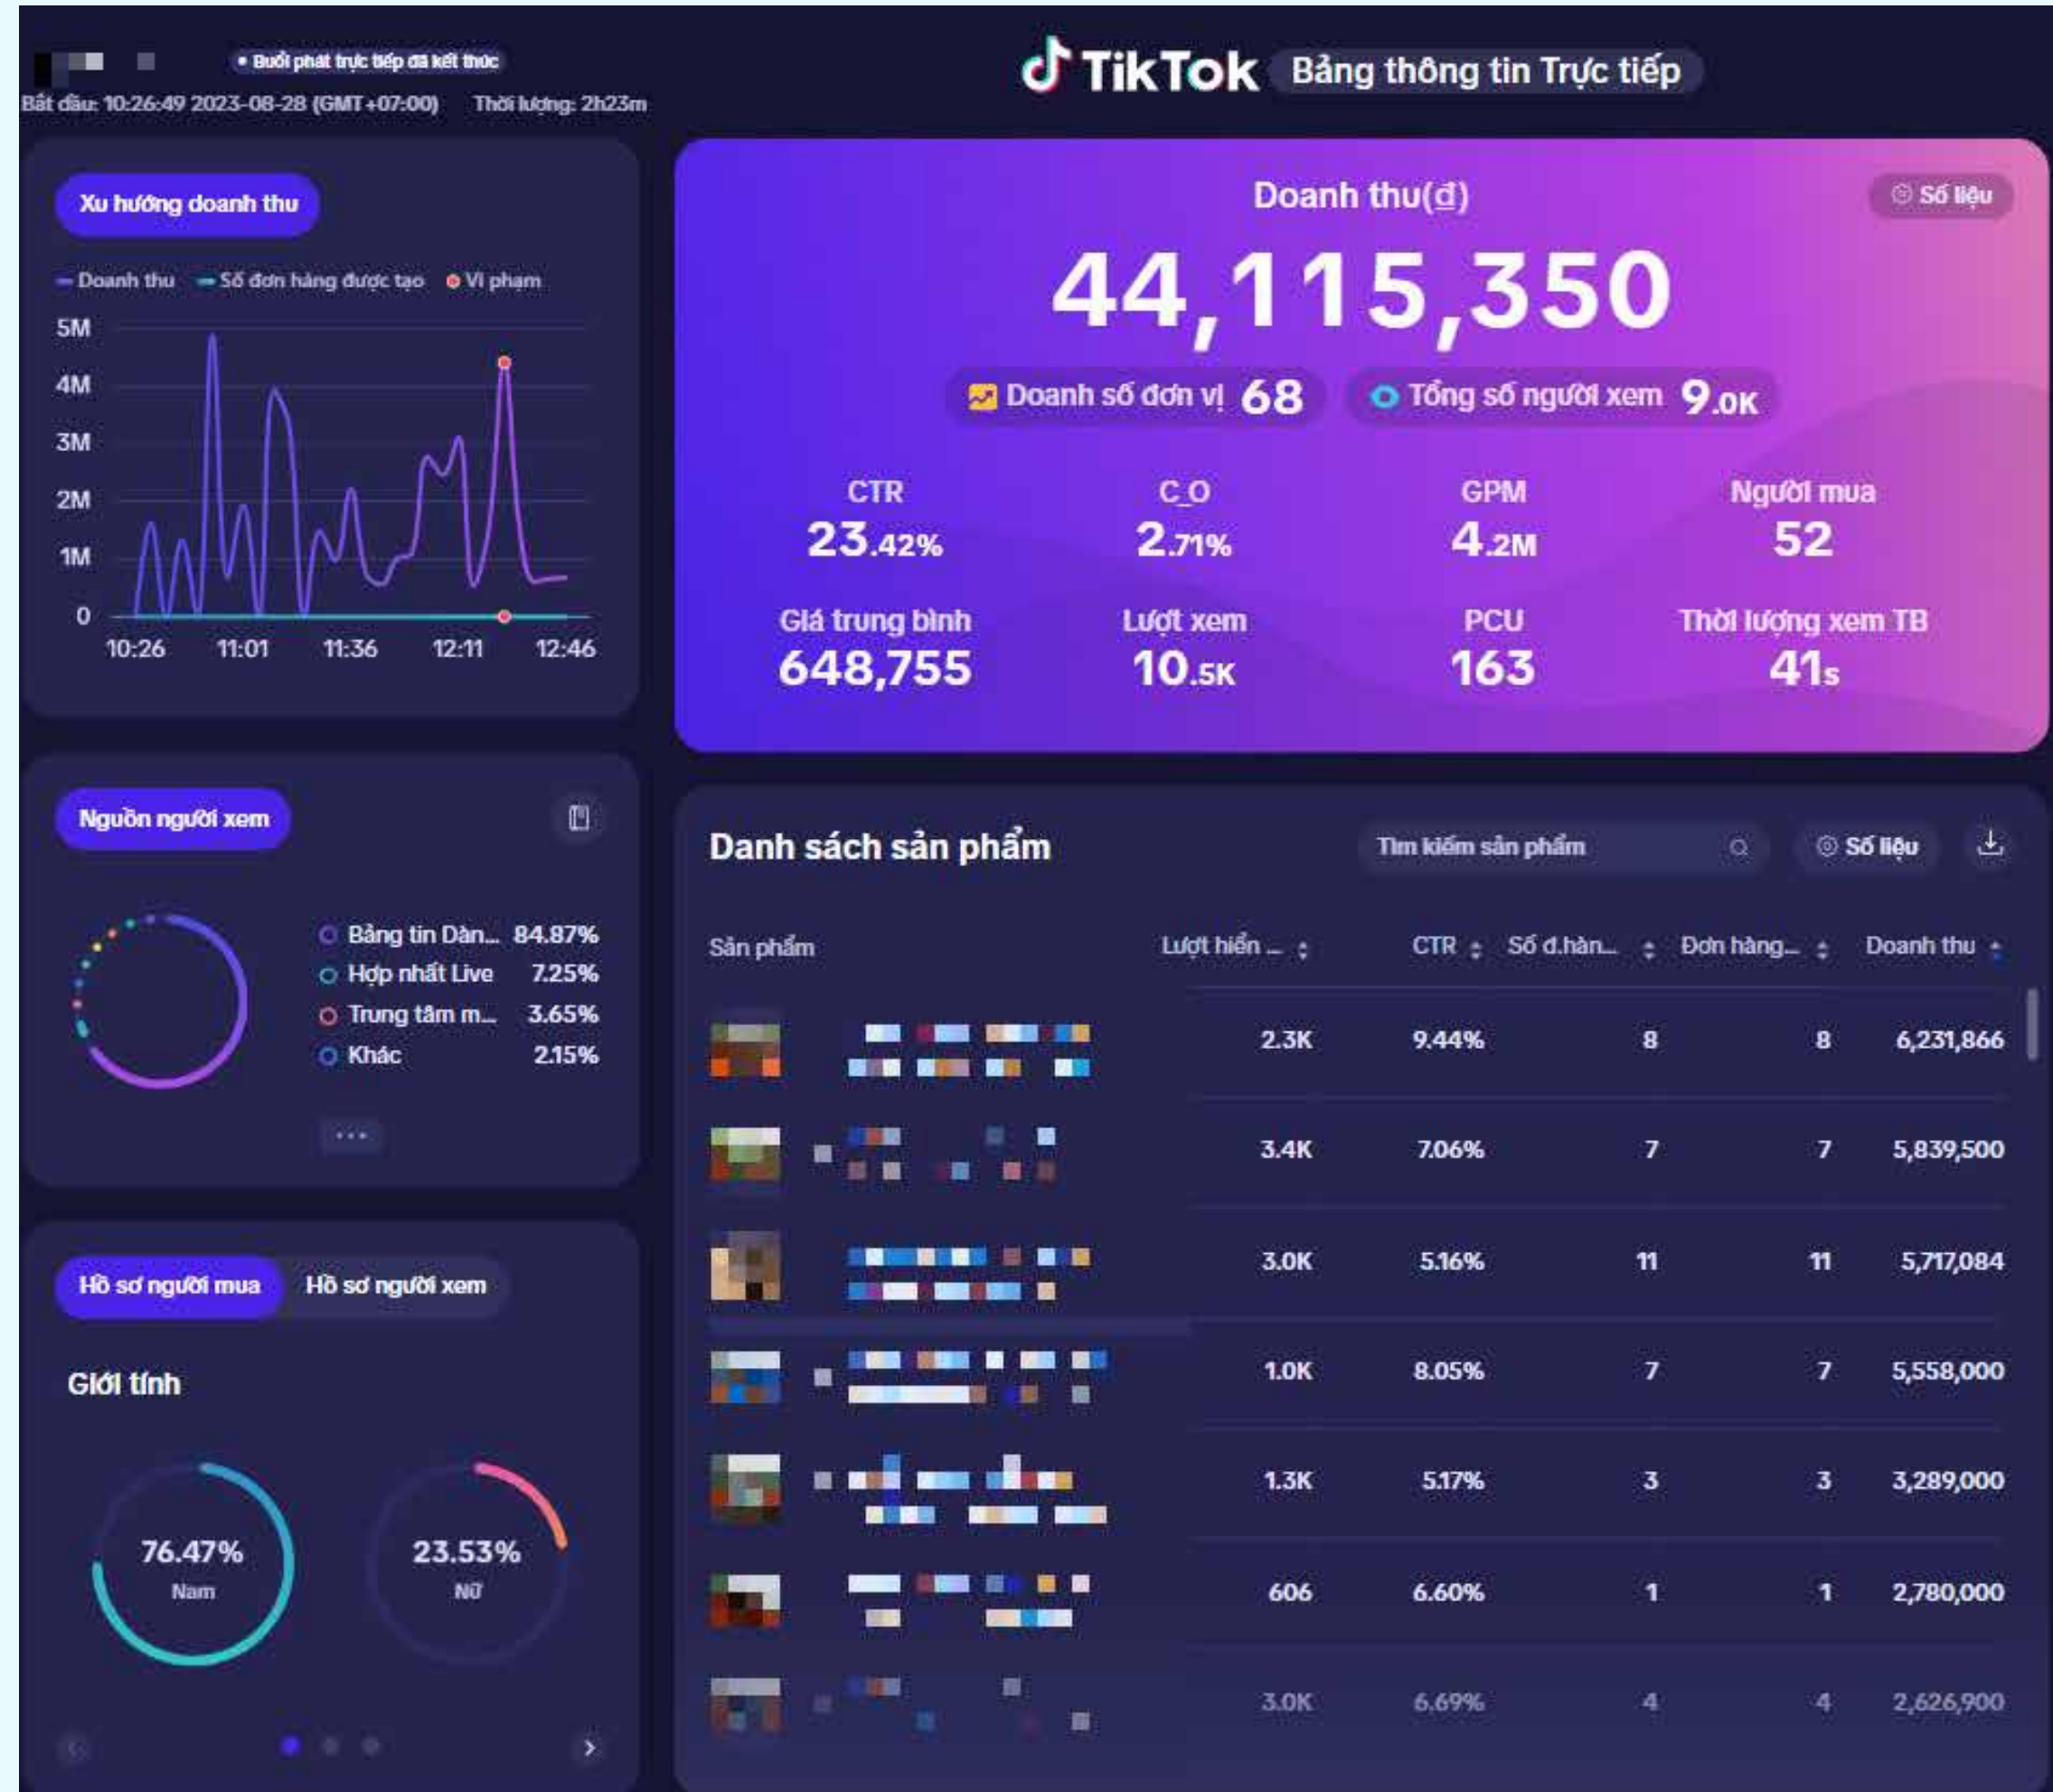 • Buổi phát trực tiếp đã kết thúc
Bắt đầu: 10:26:49 2023-08-28 (GMT+07:00) Thời lượng: 2h23m
TikTok Bảng thông tin Trực tiếp
Xu hướng doanh thu
Doanh thu Số đơn hàng được tạo Vi phạm
5M
4M
3M
2M
1M
0
10:26 11:01 11:36 12:11 12:46
Doanh thu(đ)
Số liệu
44,115,350
Doanh số đơn vị 68 Tổng số người xem 9.0K
CTR C_O GPM Người mua
23.42% 2.71% 4.2M 52
Giá trung bình Lượt xem PCU Thời lượng xem TB
648,755 10.5K 163 41s
Nguồn người xem
Bảng tin Dàn... 84.87%
Hợp nhất Live 7.25%
Trung tâm m... 3.65%
Khác 2.15%
...
Hồ sơ người mua Hồ sơ người xem
Giới tính
76.47%
Nam
23.53%
Nữ
Danh sách sản phẩm
Tìm kiếm sản phẩm
Số liệu
Sản phẩm Lượt hiển ... CTR Số đ.hàn... Đơn hàng... Doanh thu
2.3K 9.44% 8 8 6,231,866
3.4K 7.06% 7 7 5,839,500
3.0K 5.16% 11 11 5,717,084
1.0K 8.05% 7 7 5,558,000
1.3K 5.17% 3 3 3,289,000
606 6.60% 1 1 2,780,000
3.0K 6.69% 4 4 2,626,900